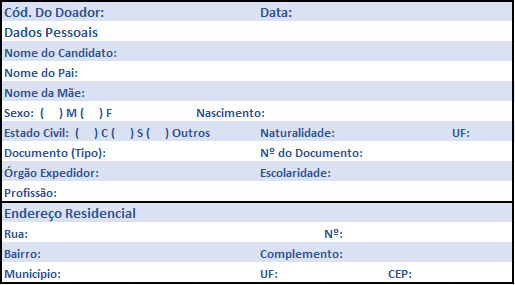 Cód. Do Doador: Data:
Dados Pessoais
Nome do Candidato:
Nome do Pai:
Nome da Mãe:
Sexo: ( ) M ( ) F Nascimento:
Estado Civil: ( ) C ( ) S ( ) Outros Naturalidade: UF:
Documento (Tipo): Nº do Documento:
Órgão Expedidor: Escolaridade:
Profissão:
Endereço Residencial
Rua: Nº:
Bairro: Complemento:
Município: UF: CEP: